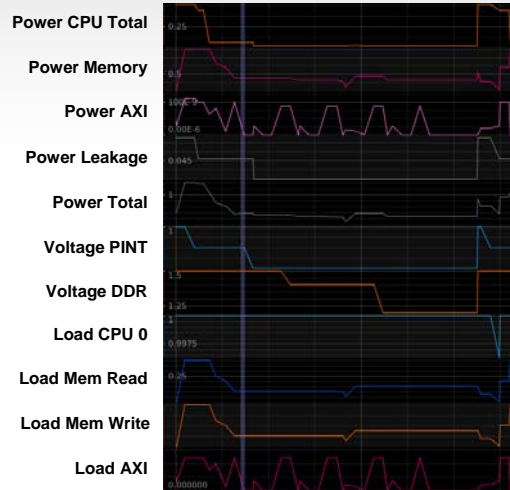 Power CPU Total
0.25
Power Memory
0.5
Power AXI
100E-9
0.00E-6
Power Leakage
0.045
Power Total
1
Voltage PINT
1
Voltage DDR
1.5
1.25
Load CPU 0
1
0.9975
Load Mem Read
0.25
Load Mem Write
Load AXI
0.000000